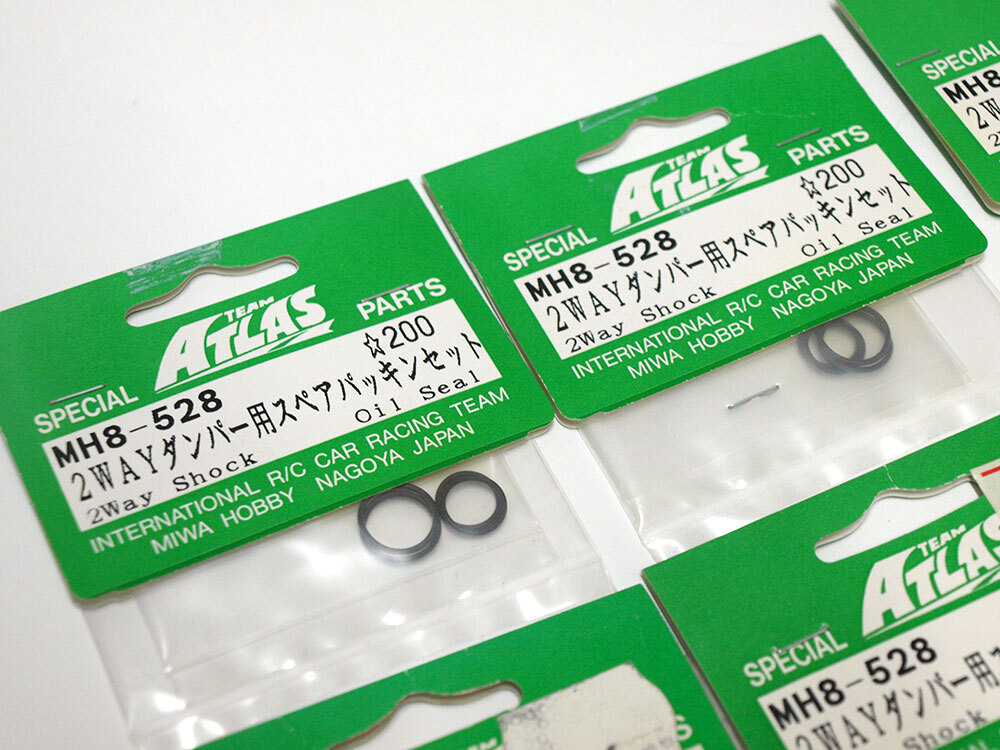 TEAM
ATLAS
SPECIAL PARTS
MH8-528 ☆200
2WAYダンパー用スペアパッキンセット
2Way Shock Oil Seal
INTERNATIONAL R/C CAR RACING TEAM
MIWA HOBBY NAGOYA JAPAN
TEAM
ATLAS
SPECIAL PARTS
MH8-528 ☆200
2WAYダンパー用スペアパッキンセット
2Way Shock Oil Seal
INTERNATIONAL R/C CAR RACING TEAM
MIWA HOBBY NAGOYA JAPAN
SPECIAL
TEAM
ATLAS
SPECIAL
MH8-528
2WAYダンパー用
Shock